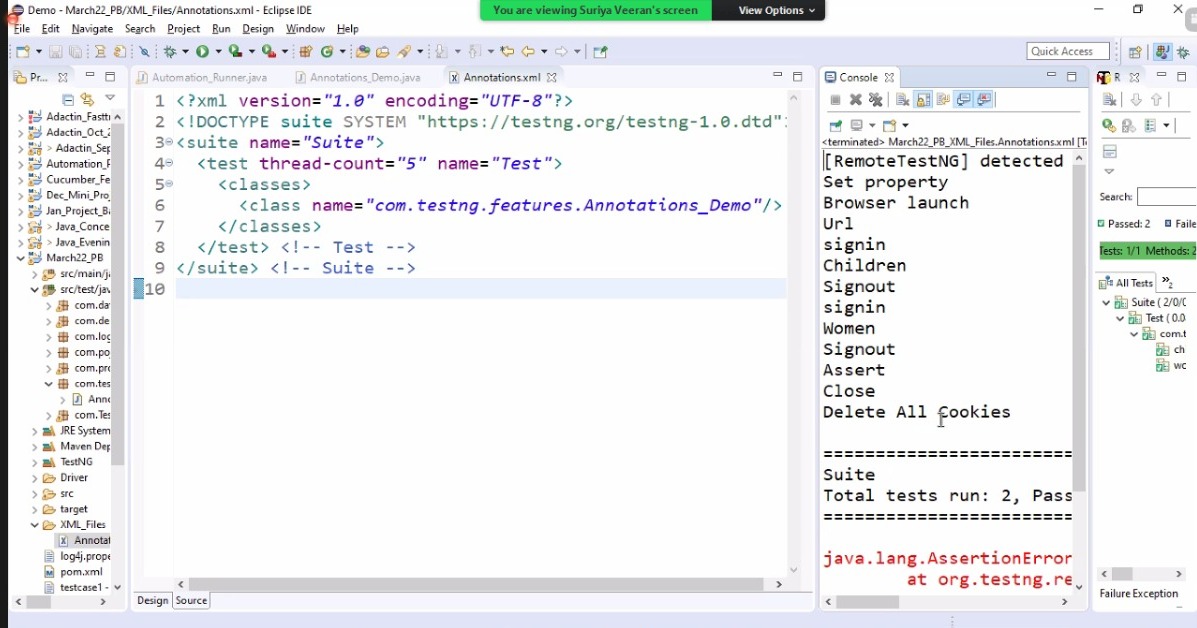 Demo - March22_PB/XML_Files/Annotations.xml - Eclipse IDE
You are viewing Suriya Veeran's screen
View Options
File Edit Navigate Search Project Run Design Window Help
Quick Access
Pr...
Automation_Runner.java
Annotations_Demo.java
Annotations.xml
Console
R
Adactin_Fastt
Adactin_Oct_2
> Adactin_Sep
Automation_F
Cucumber_Fe
Dec_Mini_Pro
Jan_Project_Ba
> Java_Conce
> Java_Evenin
March22_PB
src/main/ja
src/test/jav
com.da
com.de
com.log
com.po
com.pro
com.tes
Anno
com.Tes
JRE System
Maven Dep
TestNG
Driver
src
target
XML_Files
Annotat
log4j.prope
pom.xml
testcase1 -
1 <?xml version="1.0" encoding="UTF-8"?>
2 <!DOCTYPE suite SYSTEM "https://testng.org/testng-1.0.dtd">
3 <suite name="Suite">
4 <test thread-count="5" name="Test">
5 <classes>
6 <class name="com.testng.features.Annotations_Demo"/>
7 </classes>
8 </test> <!-- Test -->
9 </suite> <!-- Suite -->
10
Design Source
<terminated> March22_PB_XML_Files.Annotations.xml [Te
[RemoteTestNG] detected
Set property
Browser launch
Url
signin
Children
Signout
signin
Women
Signout
Assert
Close
Delete All Cookies
========================
Suite
Total tests run: 2, Pass
========================
java.lang.AssertionError
at org.testng.re
Search:
Passed: 2 Faile
Tests: 1/1 Methods: 2
All Tests »2
Suite ( 2/0/0
Test ( 0.0
com.t
ch
wo
Failure Exception